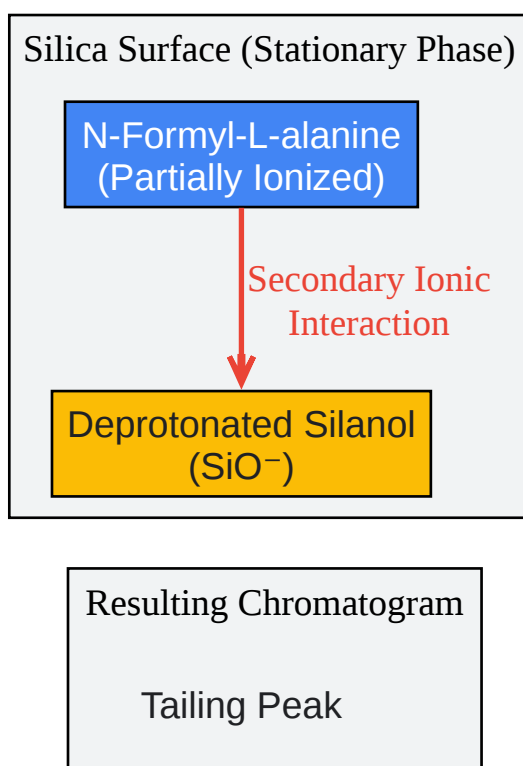 Silica Surface (Stationary Phase)
N-Formyl-L-alanine
(Partially Ionized)
Secondary Ionic
Interaction
Deprotonated Silanol
(SiO⁻)
Resulting Chromatogram
Tailing Peak